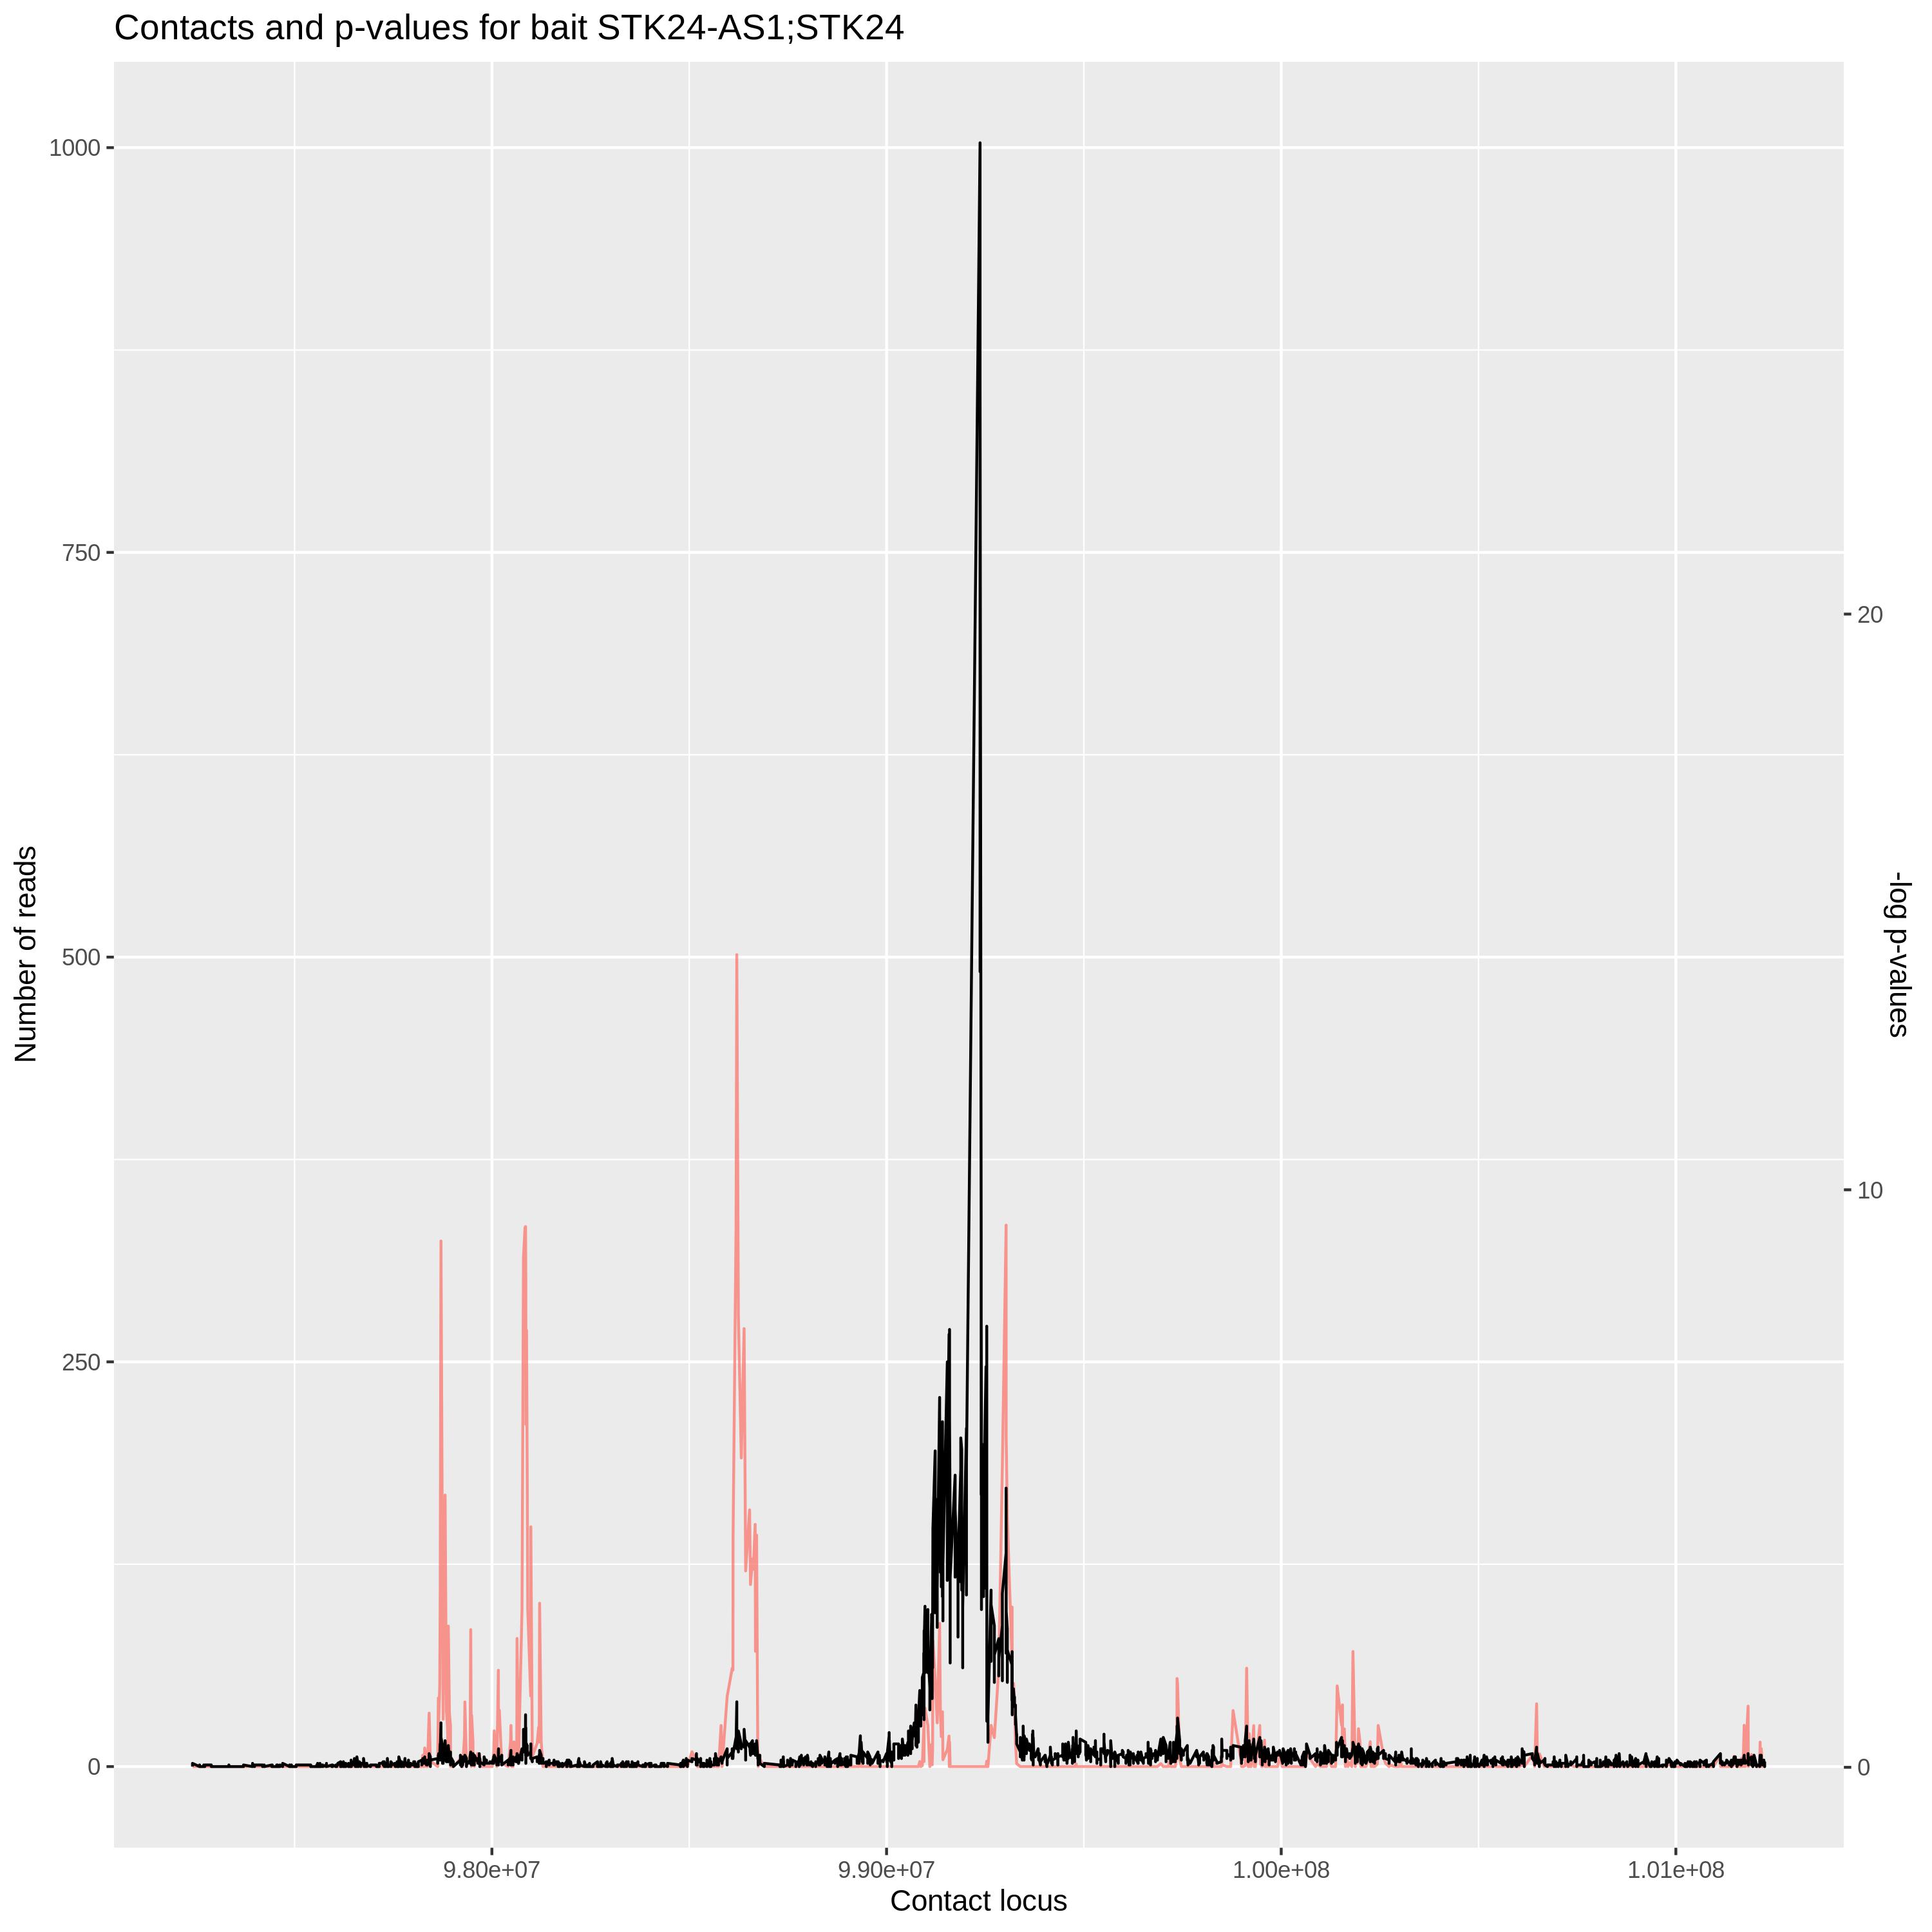 Contacts and p-values for bait STK24-AS1;STK24
1000
750
500
250
0
Number of reads
20
10
0
-log p-values
9.80e+07
9.90e+07
1.00e+08
1.01e+08
Contact locus